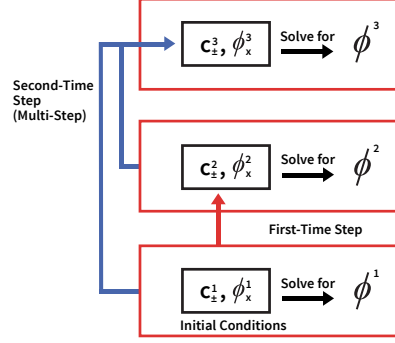 c³±, ϕ³ₓ Solve for ϕ³
Second-Time
Step
(Multi-Step)
c²±, ϕ²ₓ Solve for ϕ²
First-Time Step
c¹±, ϕ¹ₓ Solve for ϕ¹
Initial Conditions